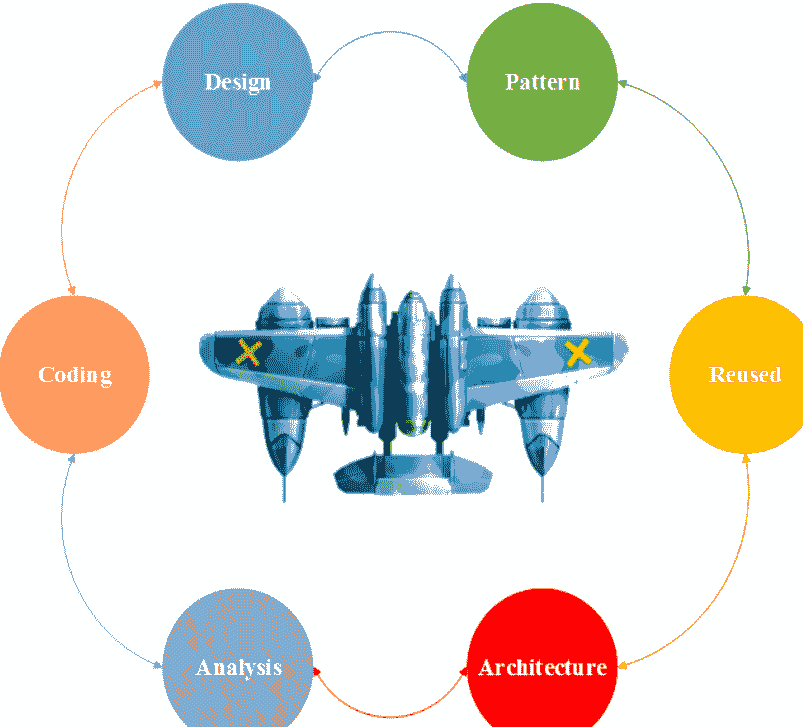 Design
Pattern
Coding
Reused
Analysis
Architecture